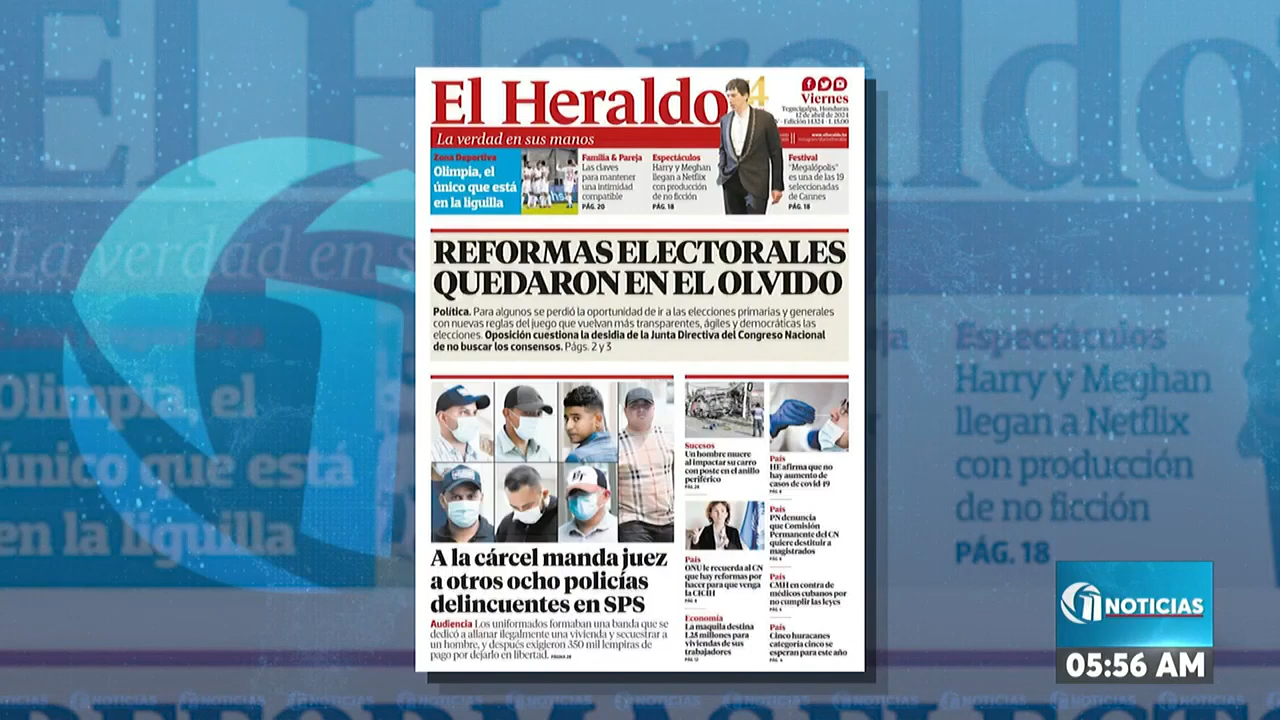 El Heraldo
La verdad en sus manos
Viernes
Tegucigalpa, Honduras
12 de abril de 2024
Edición 14324 - L 15.00
www.elheraldo.hn
Zona Deportiva
Olimpia, el
único que está
en la liguilla
Familia & Pareja
Las claves
para mantener
una intimidad
compatible
PÁG. 20
Espectáculos
Harry y Meghan
llegan a Netflix
con producción
de no ficción
PÁG. 18
Festival
"Megalópolis"
es una de las 19
seleccionadas
de Cannes
PÁG. 18
REFORMAS ELECTORALES
QUEDARON EN EL OLVIDO
Política. Para algunos se perdió la oportunidad de ir a las elecciones primarias y generales
con nuevas reglas del juego que vuelvan más transparentes, ágiles y democráticas las
elecciones. Oposición cuestiona la desidia de la Junta Directiva del Congreso Nacional
de no buscar los consensos. Págs. 2 y 3
A la cárcel manda juez
a otros ocho policías
delincuentes en SPS
Audiencia Los uniformados formaban una banda que se
dedicó a allanar ilegalmente una vivienda y secuestrar a
un hombre, y después exigieron 350 mil lempiras de
pago por dejarlo en libertad.
Sucesos
Un hombre muere
al impactar su carro
con poste en el anillo
periférico
País
ONU le recuerda al CN
que hay reformas por
hacer para que venga
la CICIH
Economía
La maquila destina
1.28 millones para
viviendas de sus
trabajadores
País
HE afirma que no
hay aumento de
casos de covid 19
País
PN denuncia
que Comisión
Permanente del CN
quiere destituir a
magistrados
País
CMH en contra de
médicos cubanos por
no cumplir las leyes
País
Cinco huracanes
categoría cinco se
esperan para este año
El Heraldo
La verdad en s
Olimpia, el
único que está
en la liguilla
Espectáculos
Harry y Meghan
llegan a Netflix
con producción
de no ficción
PÁG. 18
NOTICIAS
05:56 AM